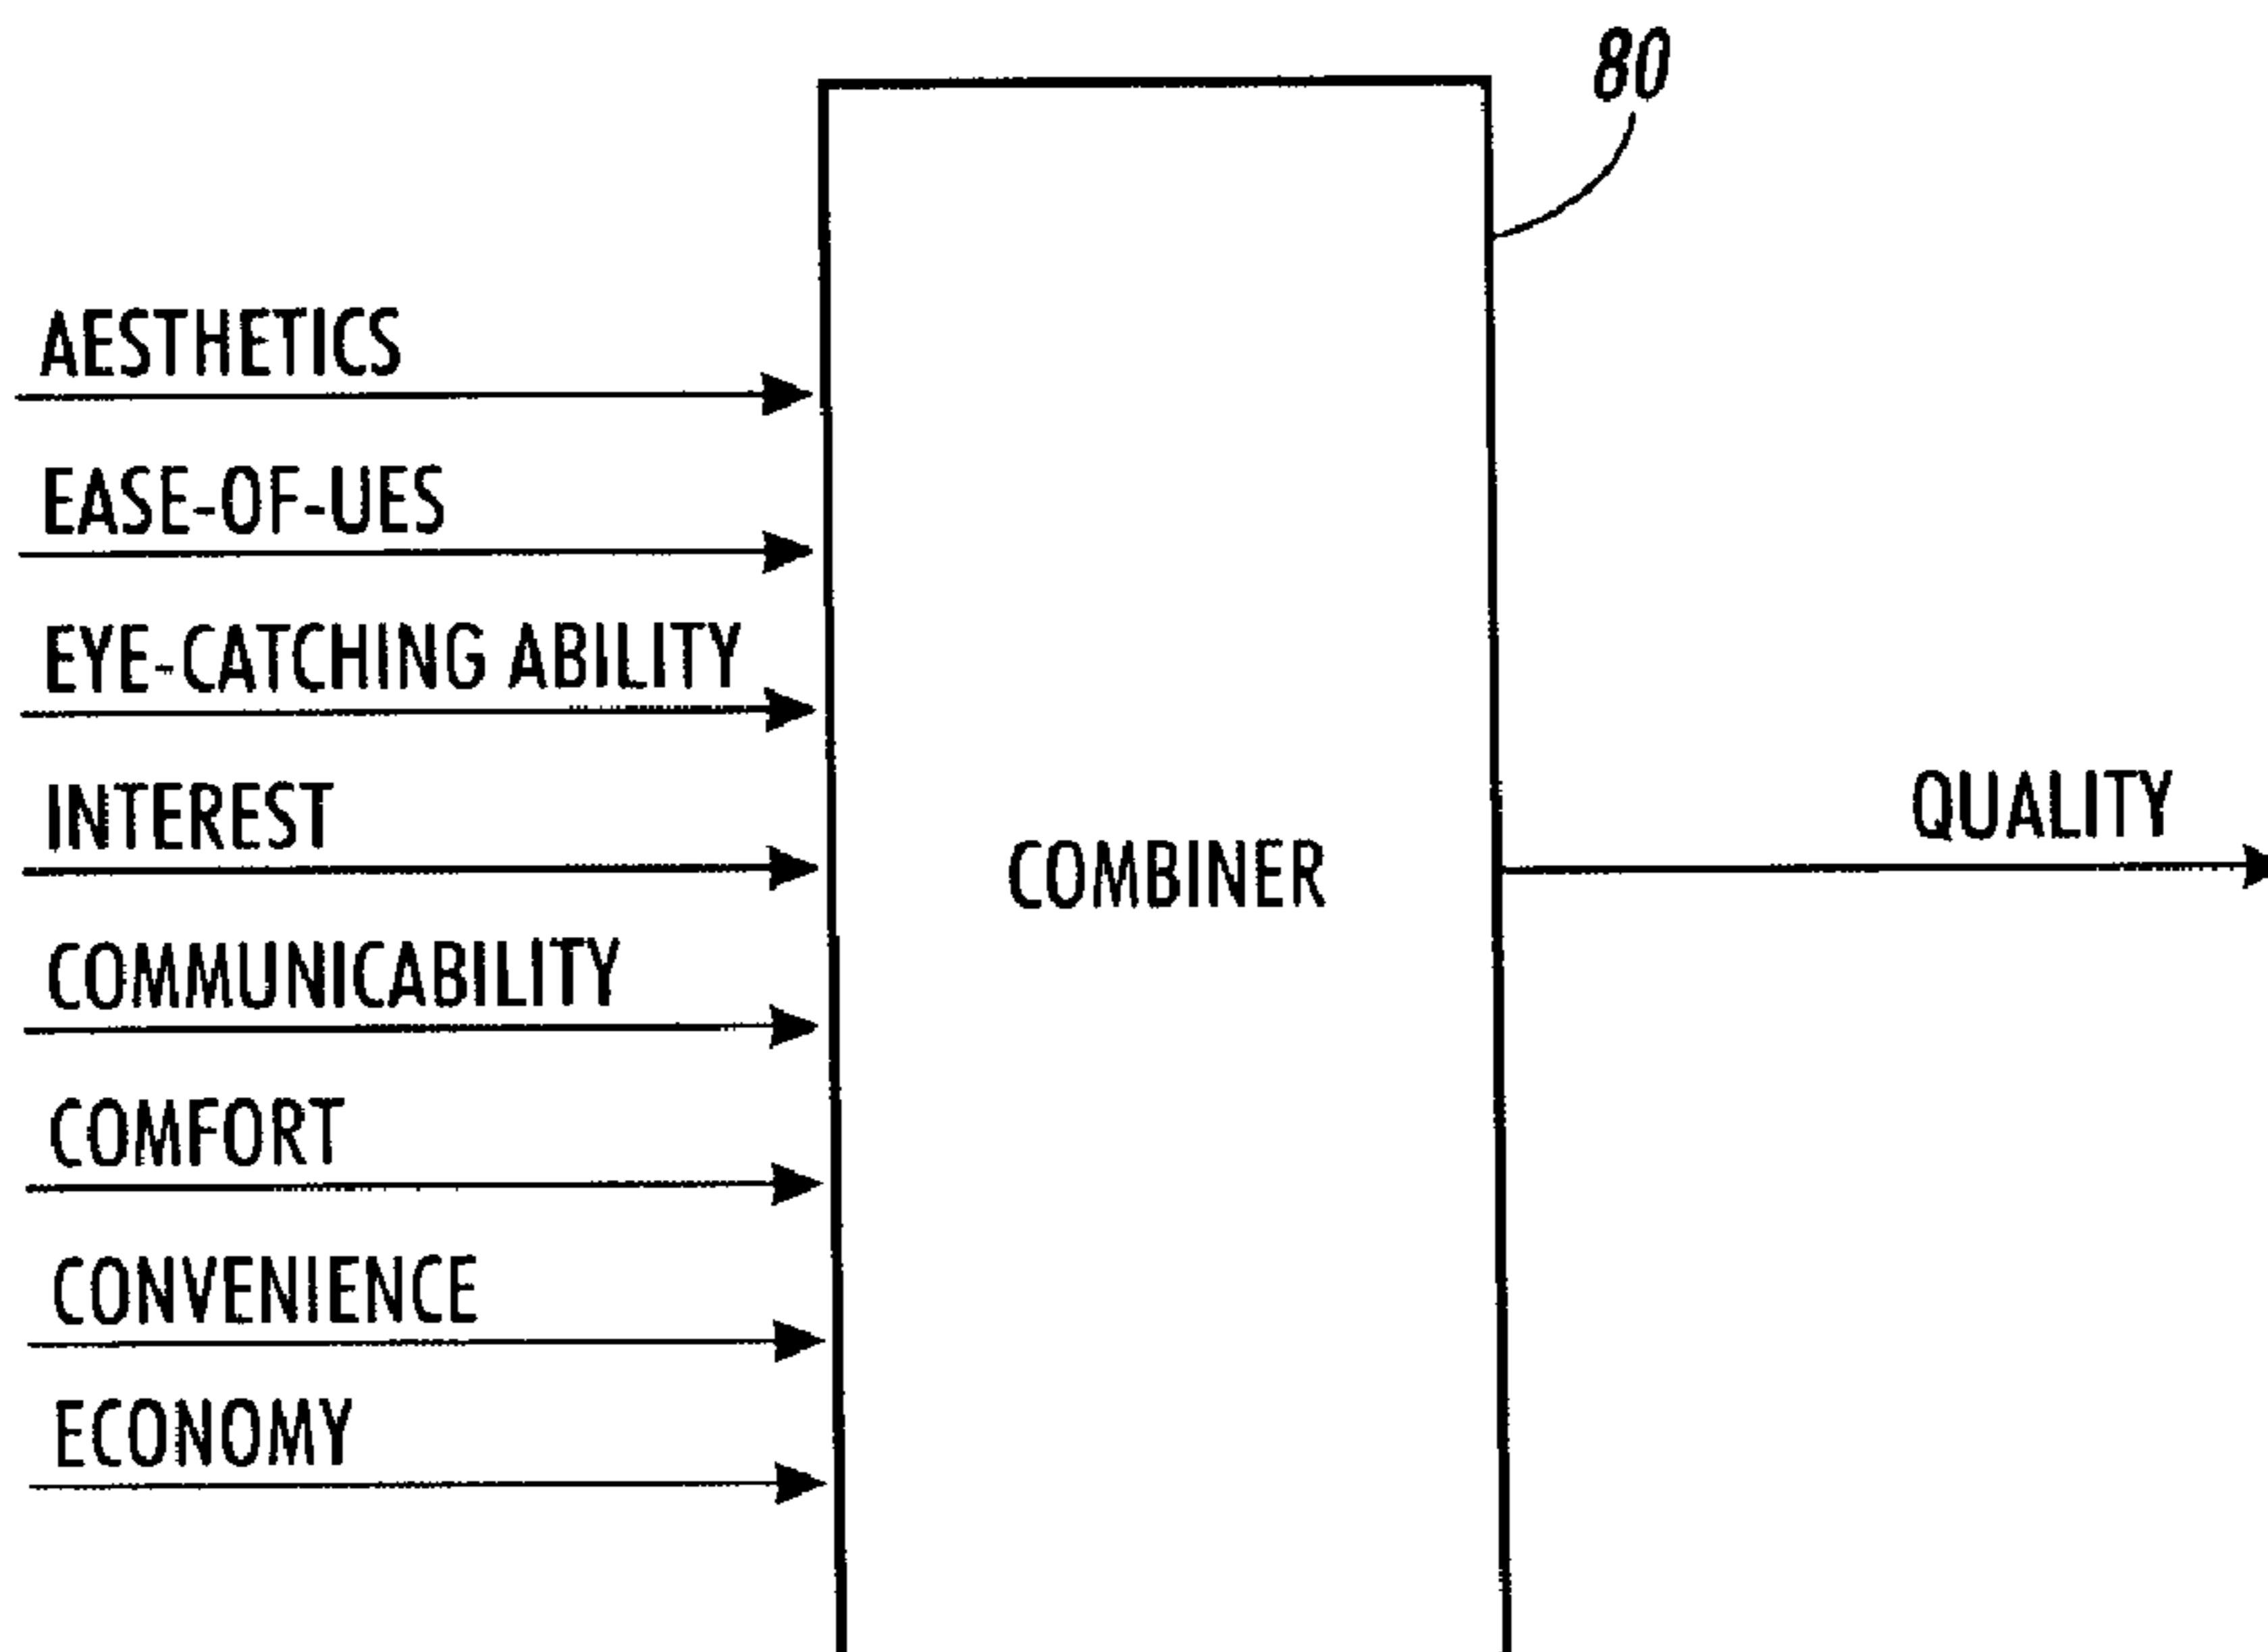 80
AESTHETICS
EASE-OF-UES
EYE-CATCHING ABILITY
INTEREST
QUALITY
COMBINER
COMMUNICABILITY
COMFORT
CONVENIENCE
ECONOMY